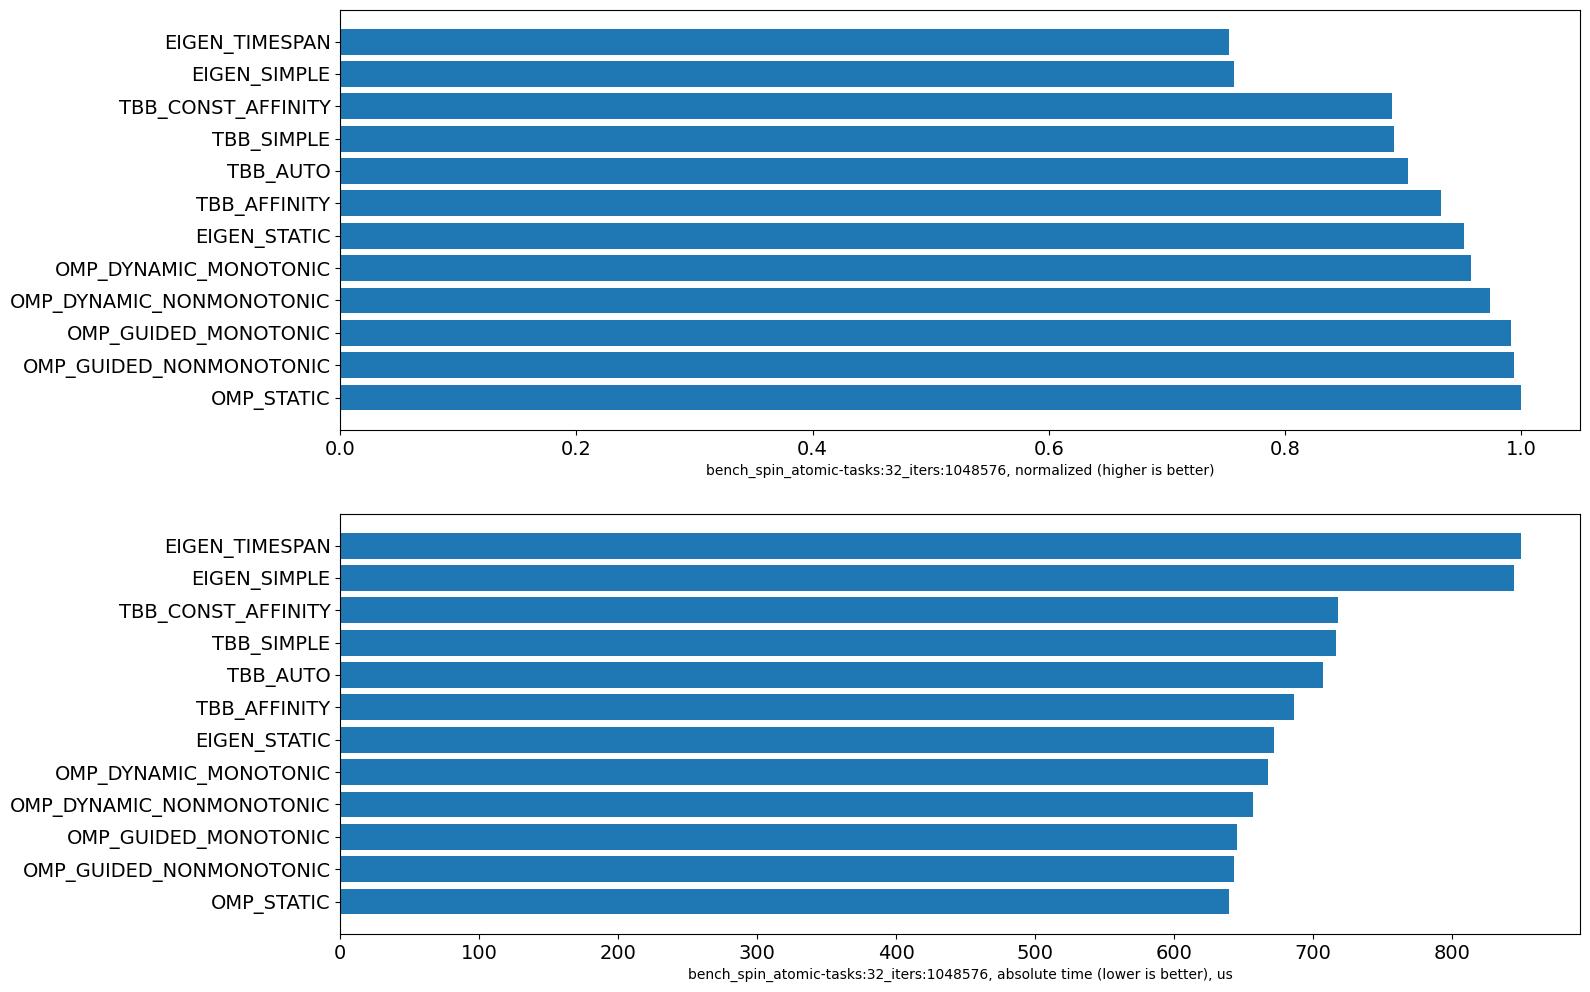 EIGEN_TIMESPAN
EIGEN_SIMPLE
TBB_CONST_AFFINITY
TBB_SIMPLE
TBB_AUTO
TBB_AFFINITY
EIGEN_STATIC
OMP_DYNAMIC_MONOTONIC
OMP_DYNAMIC_NONMONOTONIC
OMP_GUIDED_MONOTONIC
OMP_GUIDED_NONMONOTONIC
OMP_STATIC
0.0 0.2 0.4 0.6 0.8 1.0
bench_spin_atomic-tasks:32_iters:1048576, normalized (higher is better)
EIGEN_TIMESPAN
EIGEN_SIMPLE
TBB_CONST_AFFINITY
TBB_SIMPLE
TBB_AUTO
TBB_AFFINITY
EIGEN_STATIC
OMP_DYNAMIC_MONOTONIC
OMP_DYNAMIC_NONMONOTONIC
OMP_GUIDED_MONOTONIC
OMP_GUIDED_NONMONOTONIC
OMP_STATIC
0 100 200 300 400 500 600 700 800
bench_spin_atomic-tasks:32_iters:1048576, absolute time (lower is better), us